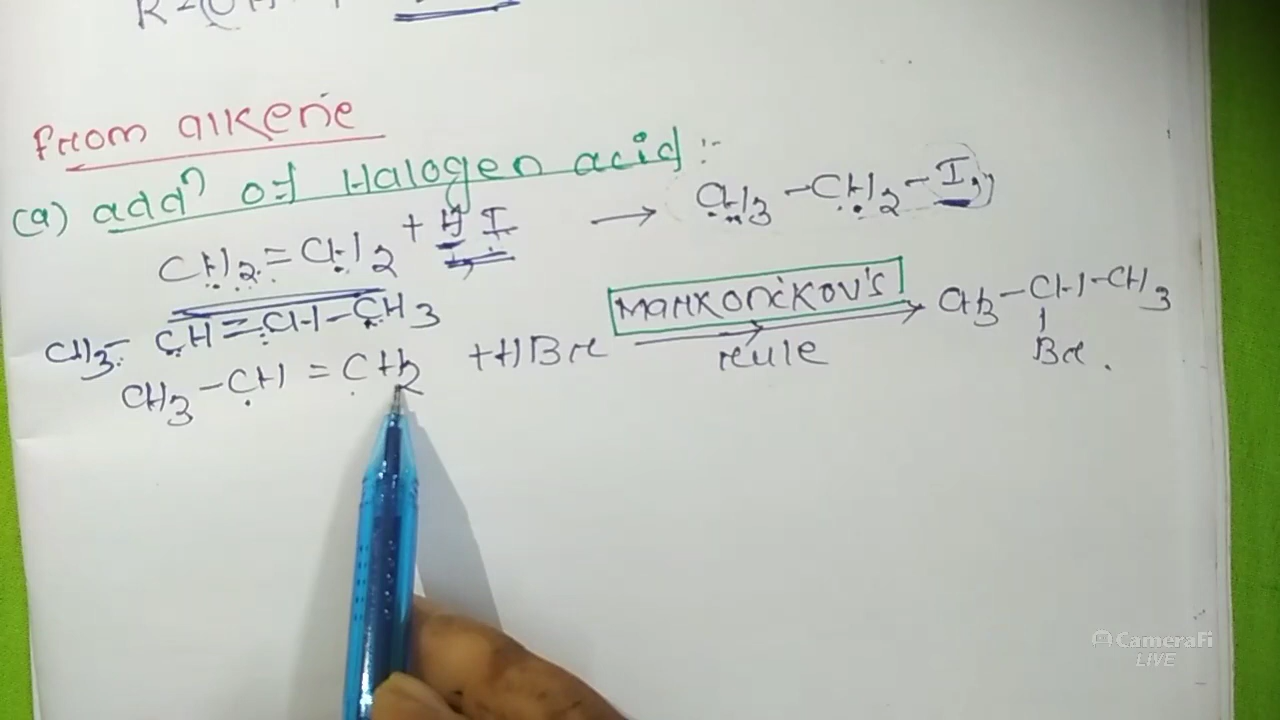 From alkene
(a) addn of Halogen acid :-
CH2 = CH2 + H I → CH3 - CH2 - I,,
CH3 - CH = CH - CH3
CH3 - CH = CH2 + HBr MARKONIKOV'S rule CH3 - CH - CH3
Br.
CameraFi
LIVE